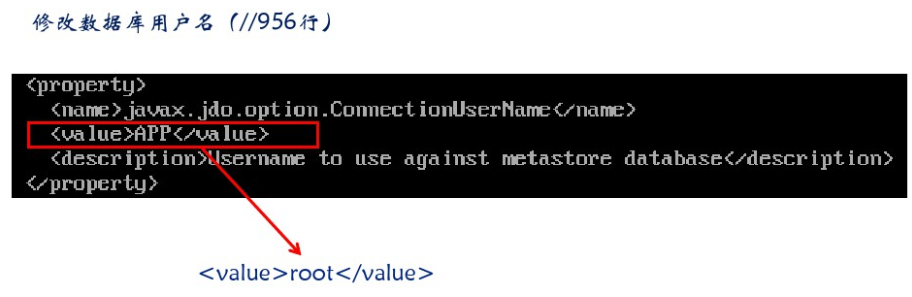 修改数据库用户名（//956行）
<property>
<name>javax.jdo.option.ConnectionUserName</name>
<value>APP</value>
<description>Username to use against metastore database</description>
</property>
<value>root</value>